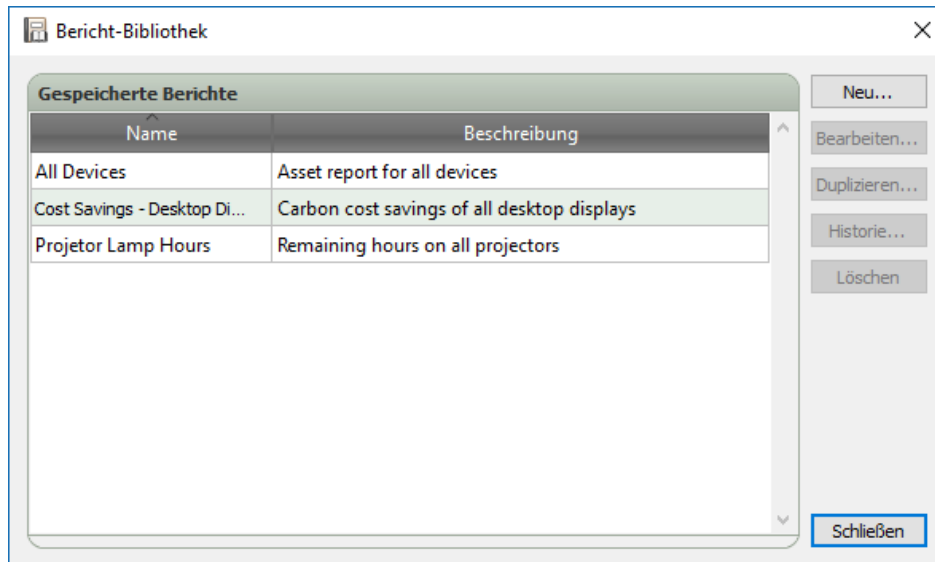 Bericht-Bibliothek
Gespeicherte Berichte
Name Beschreibung
All Devices Asset report for all devices
Cost Savings - Desktop Di... Carbon cost savings of all desktop displays
Projetor Lamp Hours Remaining hours on all projectors
Neu...
Bearbeiten...
Duplizieren...
Historie...
Löschen
Schließen